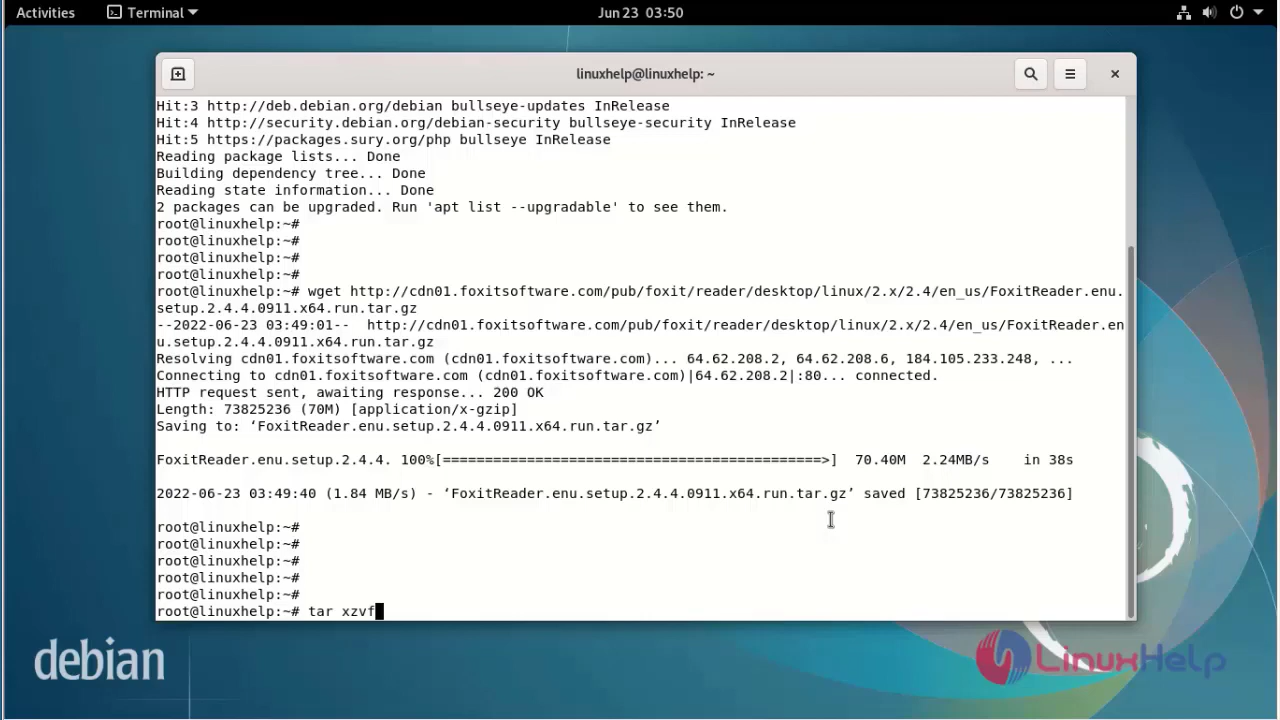 Activities Terminal Jun 23 03:50
linuxhelp@linuxhelp: ~
Hit:3 http://deb.debian.org/debian bullseye-updates InRelease
Hit:4 http://security.debian.org/debian-security bullseye-security InRelease
Hit:5 https://packages.sury.org/php bullseye InRelease
Reading package lists... Done
Building dependency tree... Done
Reading state information... Done
2 packages can be upgraded. Run 'apt list --upgradable' to see them.
root@linuxhelp:~#
root@linuxhelp:~#
root@linuxhelp:~#
root@linuxhelp:~#
root@linuxhelp:~# wget http://cdn01.foxitsoftware.com/pub/foxit/reader/desktop/linux/2.x/2.4/en_us/FoxitReader.enu.
setup.2.4.4.0911.x64.run.tar.gz
--2022-06-23 03:49:01--  http://cdn01.foxitsoftware.com/pub/foxit/reader/desktop/linux/2.x/2.4/en_us/FoxitReader.en
u.setup.2.4.4.0911.x64.run.tar.gz
Resolving cdn01.foxitsoftware.com (cdn01.foxitsoftware.com)... 64.62.208.2, 64.62.208.6, 184.105.233.248, ...
Connecting to cdn01.foxitsoftware.com (cdn01.foxitsoftware.com)|64.62.208.2|:80... connected.
HTTP request sent, awaiting response... 200 OK
Length: 73825236 (70M) [application/x-gzip]
Saving to: ‘FoxitReader.enu.setup.2.4.4.0911.x64.run.tar.gz’
FoxitReader.enu.setup.2.4.4. 100%[=============================================>]  70.40M  2.24MB/s    in 38s
2022-06-23 03:49:40 (1.84 MB/s) - ‘FoxitReader.enu.setup.2.4.4.0911.x64.run.tar.gz’ saved [73825236/73825236]
root@linuxhelp:~#
root@linuxhelp:~#
root@linuxhelp:~#
root@linuxhelp:~#
root@linuxhelp:~#
root@linuxhelp:~# tar xzvf
debian
LinuxHelp